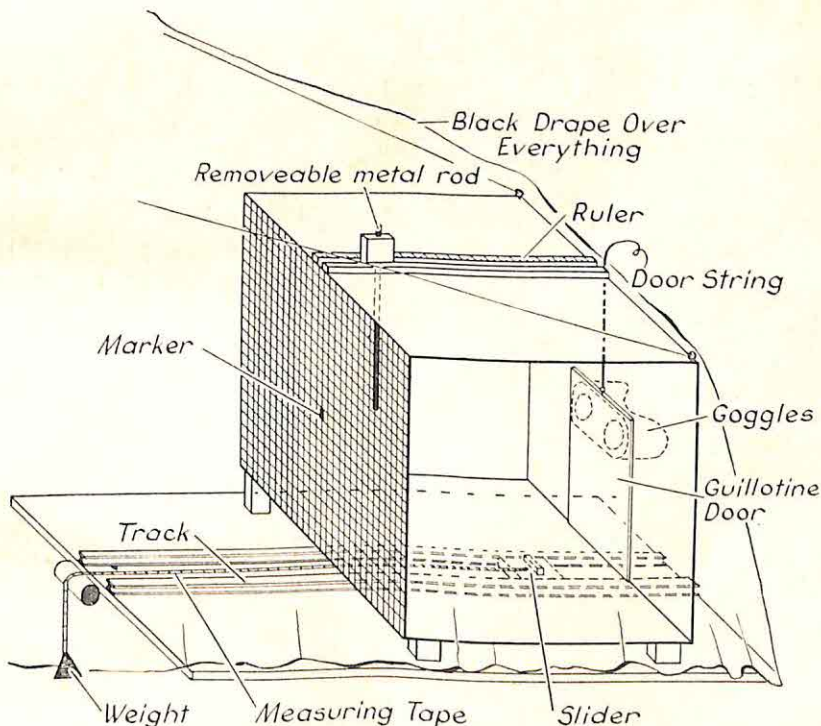 Black Drape Over
Everything
Removeable metal rod
Ruler
Door String
Marker
Goggles
Guillotine
Door
Track
Weight
Measuring Tape
Slider